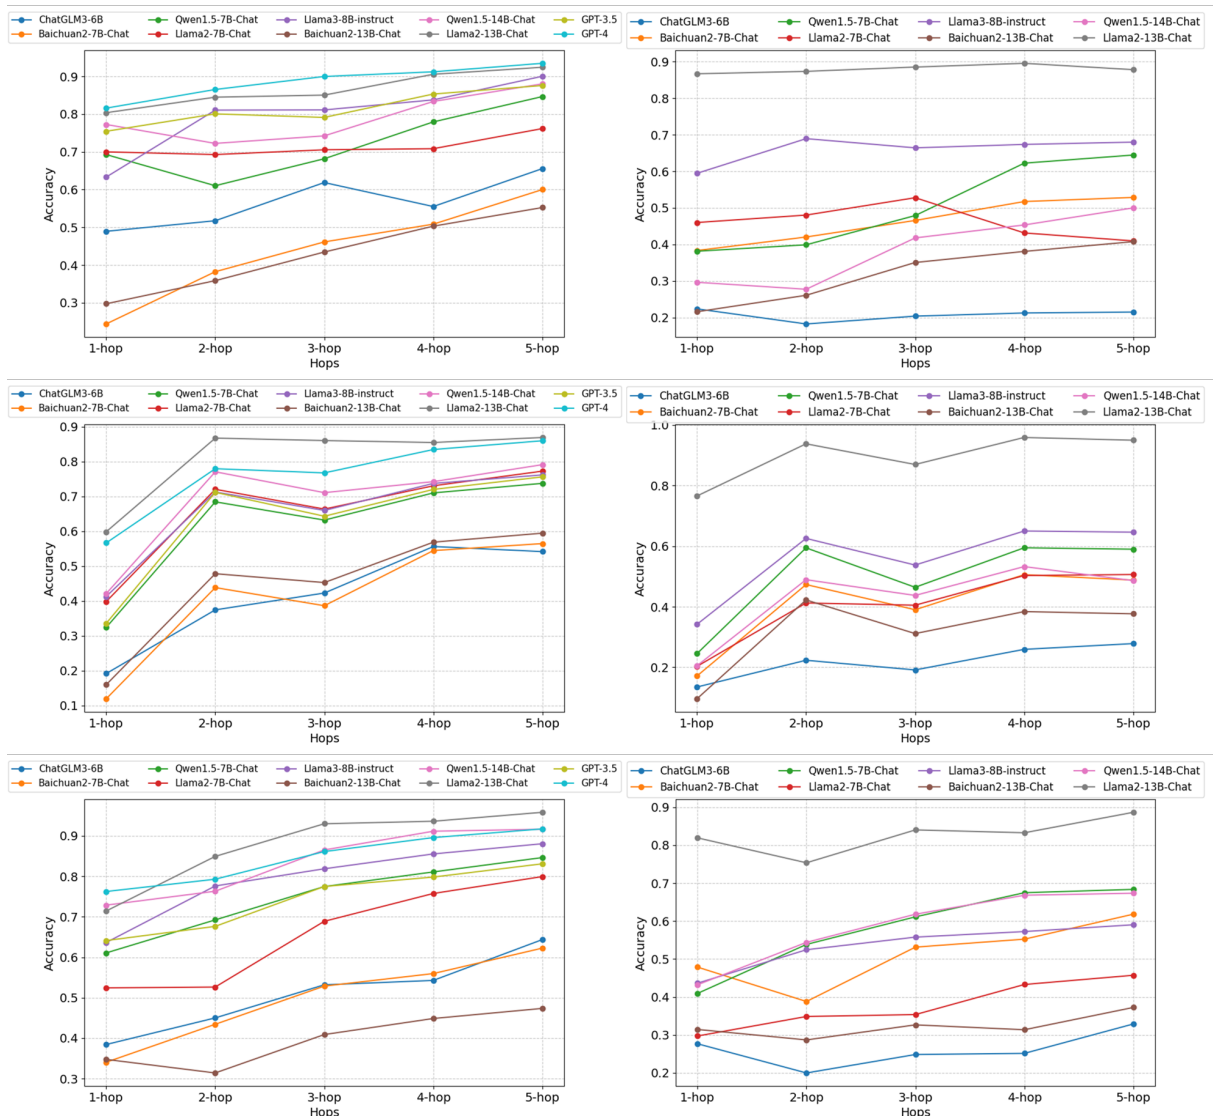 ChatGLM3-6B Qwen1.5-7B-Chat Llama3-8B-instruct Qwen1.5-14B-Chat GPT-3.5
Baichuan2-7B-Chat Llama2-7B-Chat Baichuan2-13B-Chat Llama2-13B-Chat GPT-4
0.9
0.8
0.7
0.6
0.5
0.4
0.3
Accuracy
1-hop 2-hop 3-hop 4-hop 5-hop
Hops
ChatGLM3-6B Qwen1.5-7B-Chat Llama3-8B-instruct Qwen1.5-14B-Chat
Baichuan2-7B-Chat Llama2-7B-Chat Baichuan2-13B-Chat Llama2-13B-Chat
0.9
0.8
0.7
0.6
0.5
0.4
0.3
0.2
Accuracy
1-hop 2-hop 3-hop 4-hop 5-hop
Hops
ChatGLM3-6B Qwen1.5-7B-Chat Llama3-8B-instruct Qwen1.5-14B-Chat GPT-3.5
Baichuan2-7B-Chat Llama2-7B-Chat Baichuan2-13B-Chat Llama2-13B-Chat GPT-4
0.9
0.8
0.7
0.6
0.5
0.4
0.3
0.2
0.1
Accuracy
1-hop 2-hop 3-hop 4-hop 5-hop
Hops
ChatGLM3-6B Qwen1.5-7B-Chat Llama3-8B-instruct Qwen1.5-14B-Chat
Baichuan2-7B-Chat Llama2-7B-Chat Baichuan2-13B-Chat Llama2-13B-Chat
1.0
0.8
0.6
0.4
0.2
Accuracy
1-hop 2-hop 3-hop 4-hop 5-hop
Hops
ChatGLM3-6B Qwen1.5-7B-Chat Llama3-8B-instruct Qwen1.5-14B-Chat GPT-3.5
Baichuan2-7B-Chat Llama2-7B-Chat Baichuan2-13B-Chat Llama2-13B-Chat GPT-4
0.9
0.8
0.7
0.6
0.5
0.4
0.3
Accuracy
1-hop 2-hop 3-hop 4-hop 5-hop
Hops
ChatGLM3-6B Qwen1.5-7B-Chat Llama3-8B-instruct Qwen1.5-14B-Chat
Baichuan2-7B-Chat Llama2-7B-Chat Baichuan2-13B-Chat Llama2-13B-Chat
0.9
0.8
0.7
0.6
0.5
0.4
0.3
0.2
Accuracy
1-hop 2-hop 3-hop 4-hop 5-hop
Hops